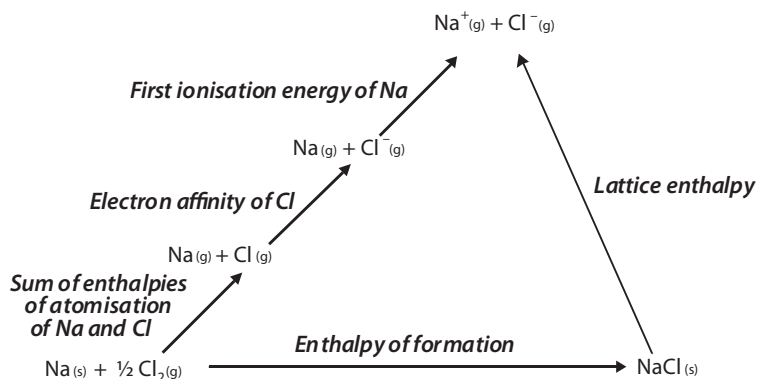 Na⁺(g) + Cl⁻(g)
First ionisation energy of Na
Na(g) + Cl⁻(g)
Lattice enthalpy
Electron affinity of Cl
Na(g) + Cl(g)
Sum of enthalpies
of atomisation
of Na and Cl
Enthalpy of formation
Na(s) + ½ Cl₂(g)
NaCl(s)